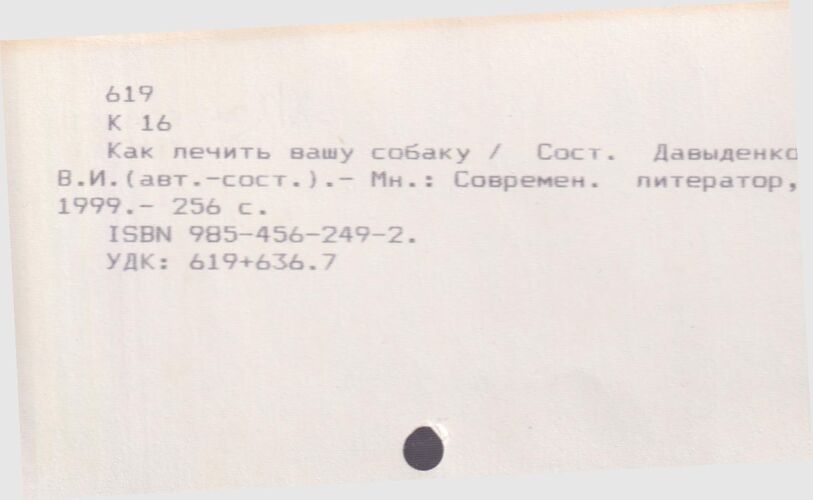 619
К 16
Как лечить вашу собаку / Сост. Давыденко
В.И.(авт.-сост.).- Мн.: Современ. литератор,
1999.- 256 с.
ISBN 985-456-249-2.
УДК: 619+636.7